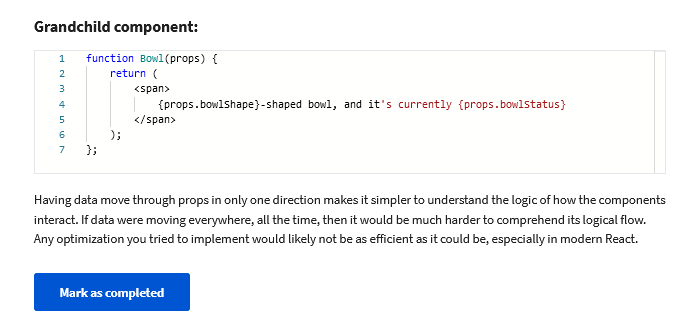 Grandchild component:
1 function Bowl(props) {
2 return (
3 <span>
4 {props.bowlShape}-shaped bowl, and it's currently {props.bowlStatus}
5 </span>
6 );
7 };
Having data move through props in only one direction makes it simpler to understand the logic of how the components
interact. If data were moving everywhere, all the time, then it would be much harder to comprehend its logical flow.
Any optimization you tried to implement would likely not be as efficient as it could be, especially in modern React.
Mark as completed